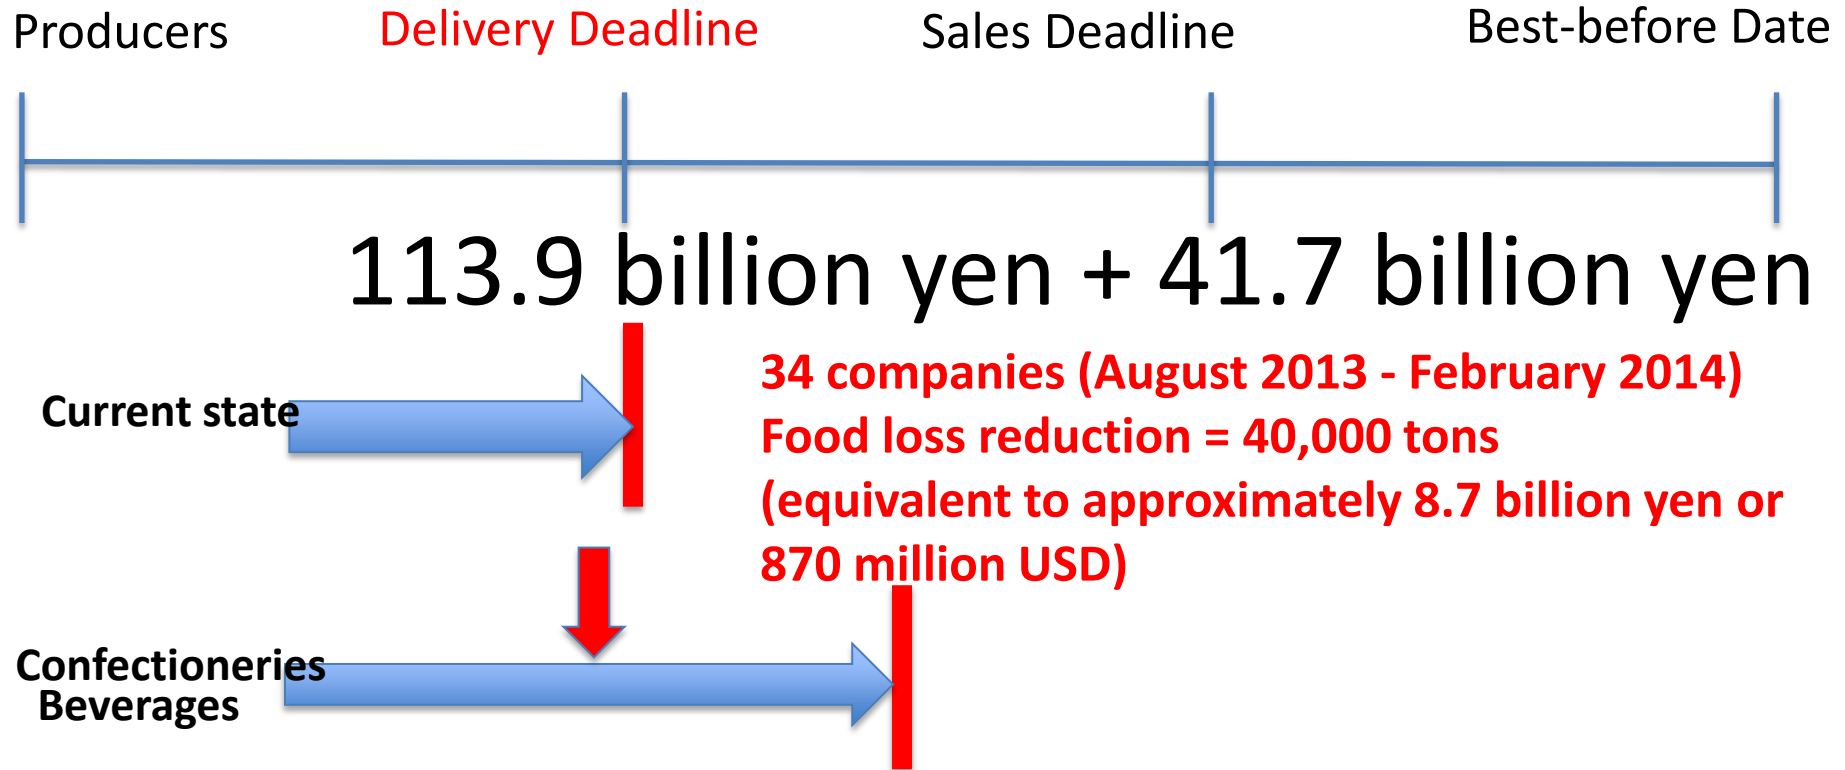 Producers
Delivery Deadline
Sales Deadline
Best-before Date
113.9 billion yen + 41.7 billion yen
Current state
34 companies (August 2013 - February 2014)
Food loss reduction = 40,000 tons
(equivalent to approximately 8.7 billion yen or
870 million USD)
Confectioneries
Beverages